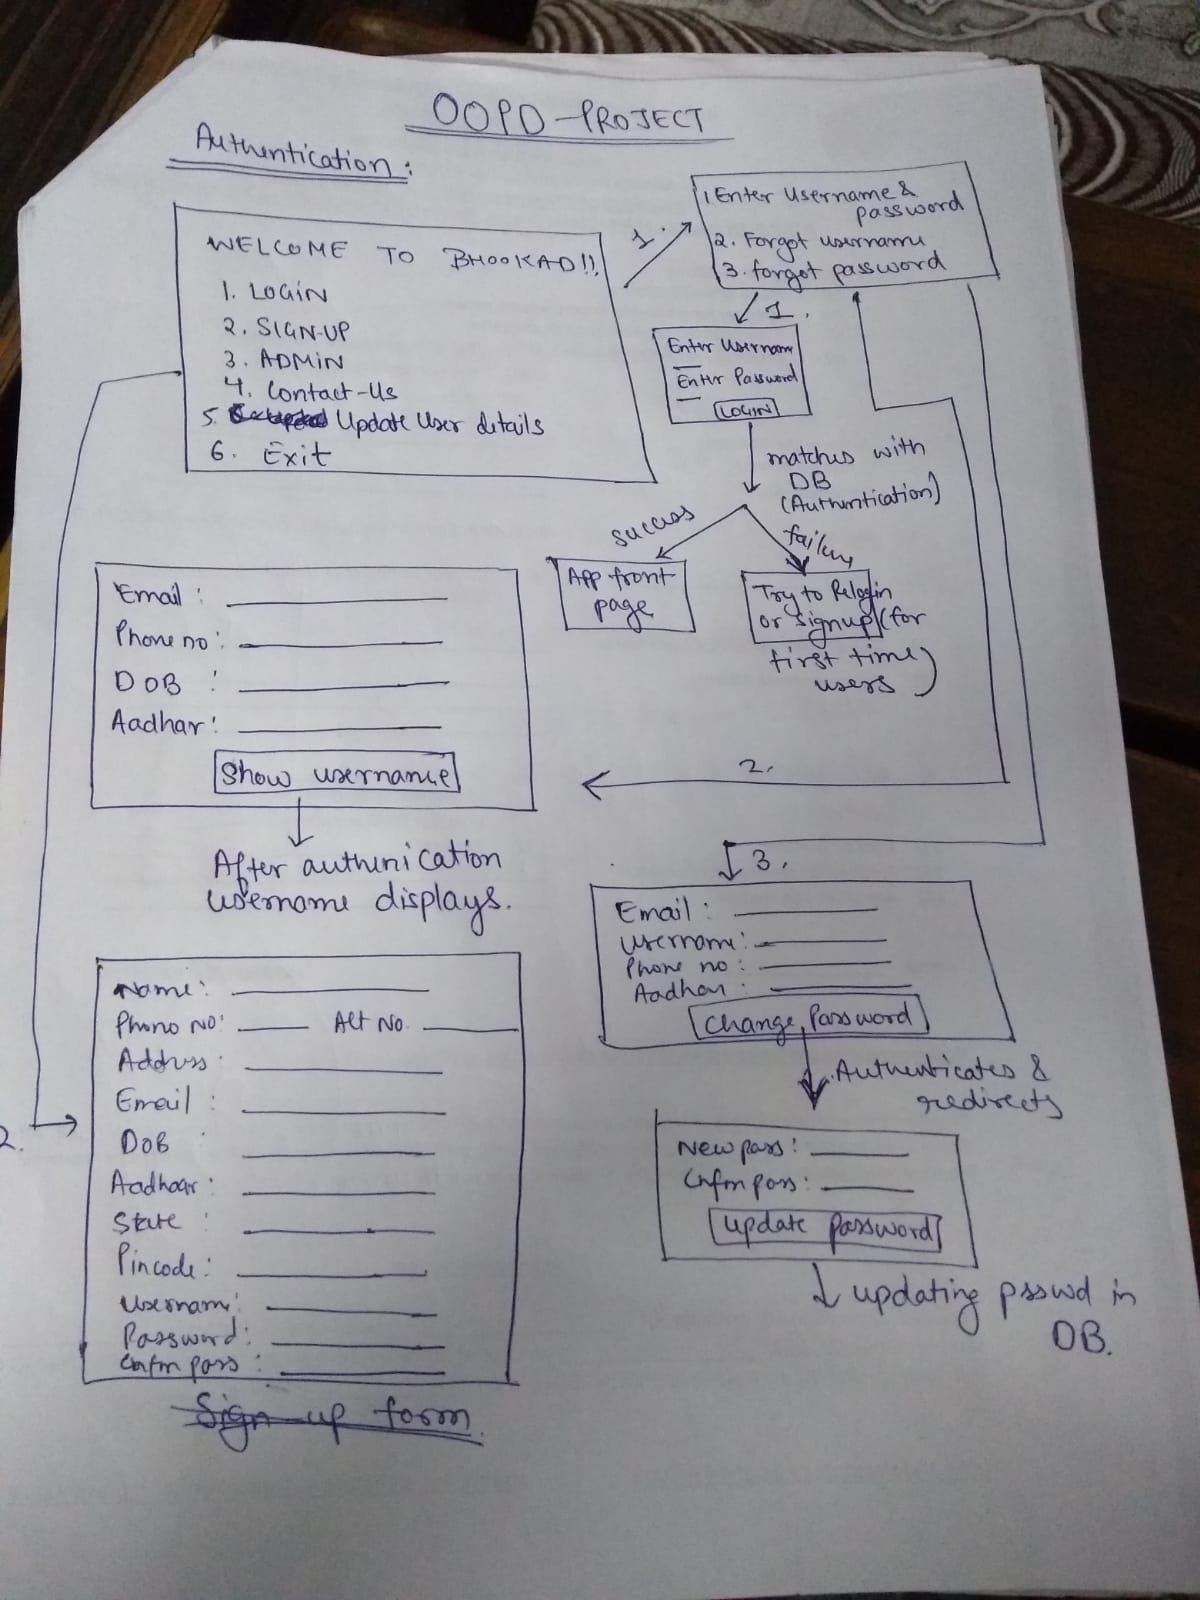 OOPD - PROJECT
Authentication:
WELCOME TO BHOOKAD!!
1. LOGIN
2. SIGN-UP
3. ADMIN
4. Contact-Us
5. Update User details
6. Exit
1.
1. Enter Username &
password
2. Forgot username
3. forgot password
1.
Enter Usernam
Enter Password
LOGIN
matches with
DB
(Authentication)
success
failure
App front
page
Try to Relogin
or signup (for
first time
users)
Email :
Phone no :
DOB :
Aadhar :
Show username
After authenication
username displays.
2.
3.
Email :
Username :
Phone no :
Aadhar :
Change Password
Authenticates &
redirects
New pass :
Cnfm pass :
Update Password
updating psswd in
DB.
2.
Name :
Phone No : Alt No.
Address :
Email :
DOB :
Aadhaar :
State :
Pincode :
Username :
Password :
Cnfm pass :
Sign-up form.